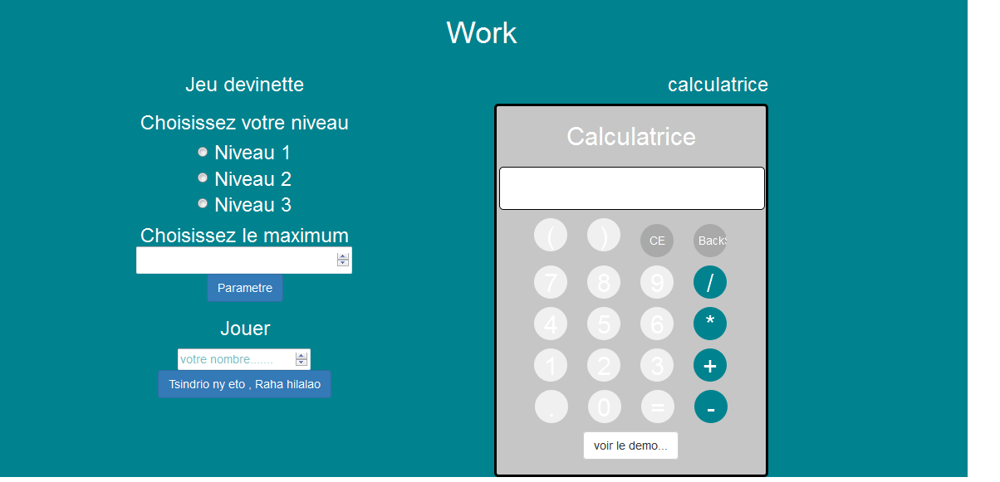 Work
Jeu devinette
Choisissez votre niveau
Niveau 1
Niveau 2
Niveau 3
Choisissez le maximum
Parametre
Jouer
votre nombre.......
Tsindrio ny eto , Raha hilalao
calculatrice
Calculatrice
( ) CE Back
7 8 9 /
4 5 6 *
1 2 3 +
. 0 = -
voir le demo...